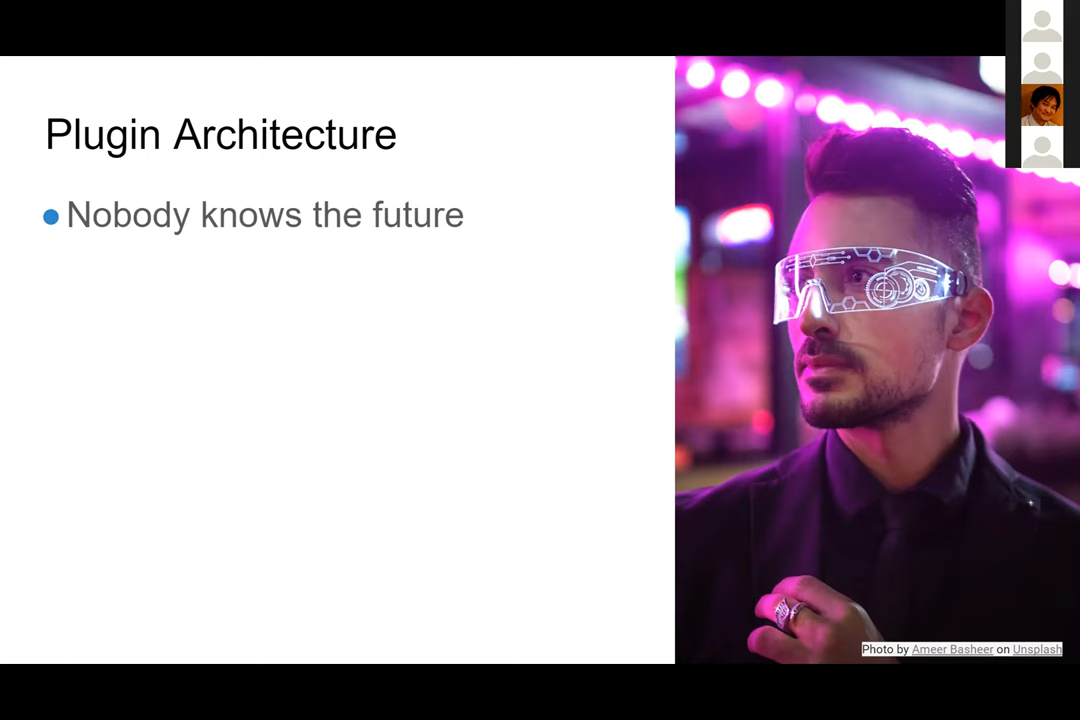 Plugin Architecture
Nobody knows the future
Photo by Ameer Basheer on Unsplash